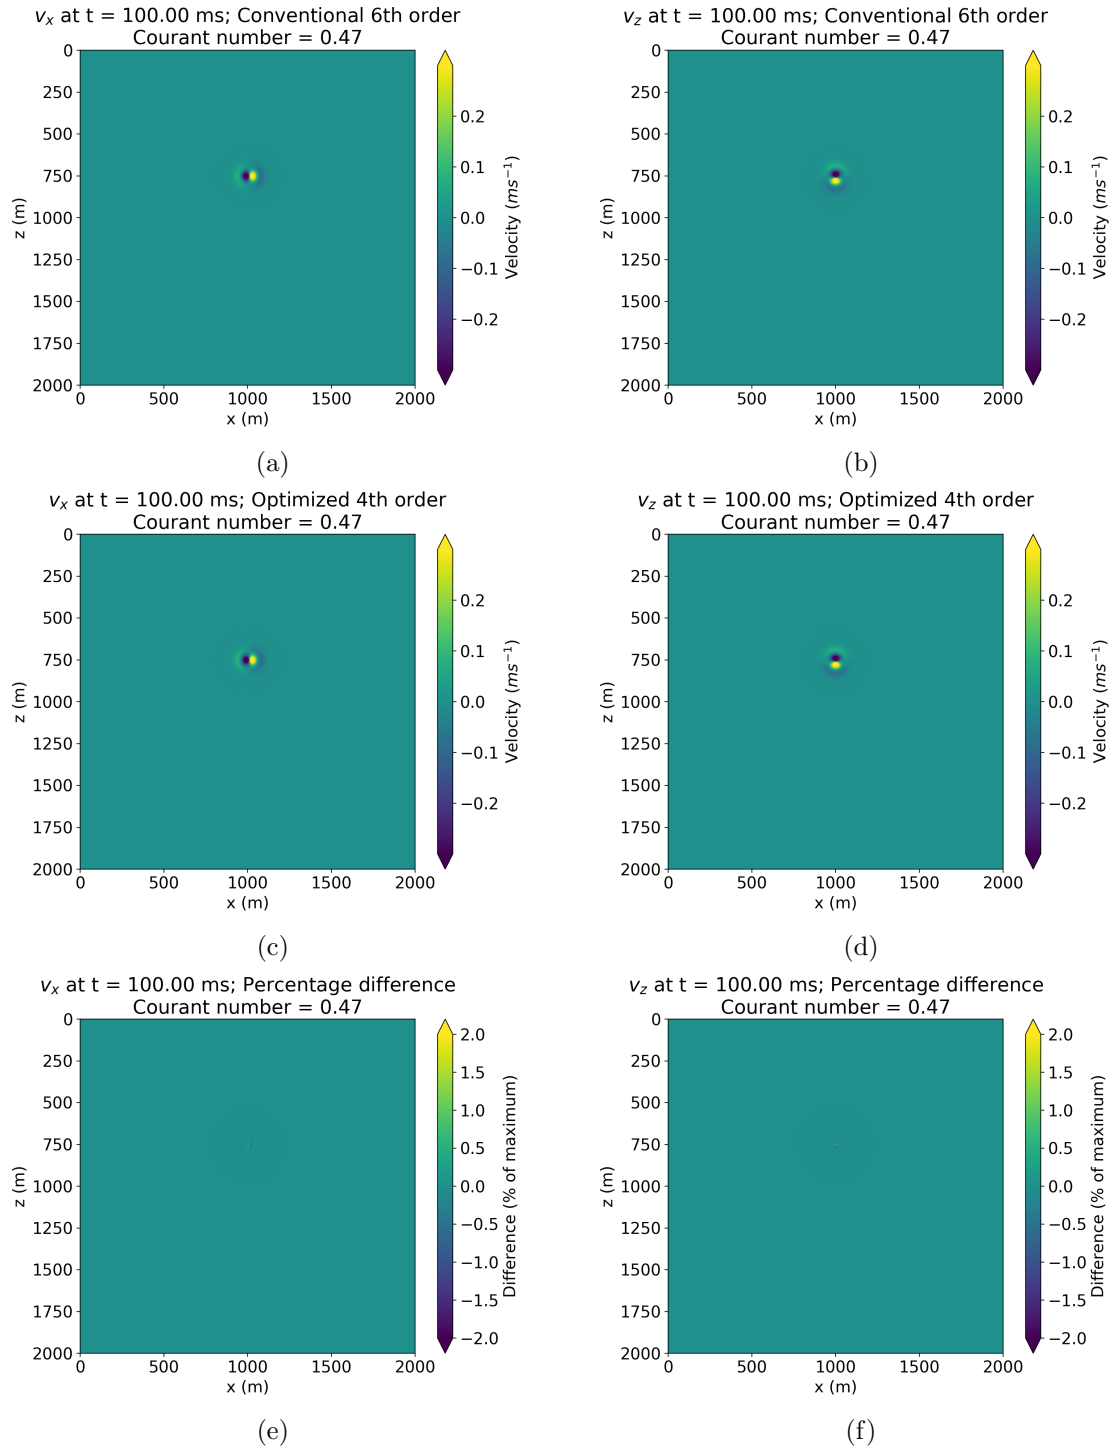 vx at t = 100.00 ms; Conventional 6th order
Courant number = 0.47
0
250
500
750
1000
1250
1500
1750
2000
z (m)
0 500 1000 1500 2000
x (m)
0.2
0.1
0.0
−0.1
−0.2
Velocity (ms−1)
(a)
vz at t = 100.00 ms; Conventional 6th order
Courant number = 0.47
0
250
500
750
1000
1250
1500
1750
2000
z (m)
0 500 1000 1500 2000
x (m)
0.2
0.1
0.0
−0.1
−0.2
Velocity (ms−1)
(b)
vx at t = 100.00 ms; Optimized 4th order
Courant number = 0.47
0
250
500
750
1000
1250
1500
1750
2000
z (m)
0 500 1000 1500 2000
x (m)
0.2
0.1
0.0
−0.1
−0.2
Velocity (ms−1)
(c)
vz at t = 100.00 ms; Optimized 4th order
Courant number = 0.47
0
250
500
750
1000
1250
1500
1750
2000
z (m)
0 500 1000 1500 2000
x (m)
0.2
0.1
0.0
−0.1
−0.2
Velocity (ms−1)
(d)
vx at t = 100.00 ms; Percentage difference
Courant number = 0.47
0
250
500
750
1000
1250
1500
1750
2000
z (m)
0 500 1000 1500 2000
x (m)
2.0
1.5
1.0
0.5
0.0
−0.5
−1.0
−1.5
−2.0
Difference (% of maximum)
(e)
vz at t = 100.00 ms; Percentage difference
Courant number = 0.47
0
250
500
750
1000
1250
1500
1750
2000
z (m)
0 500 1000 1500 2000
x (m)
2.0
1.5
1.0
0.5
0.0
−0.5
−1.0
−1.5
−2.0
Difference (% of maximum)
(f)